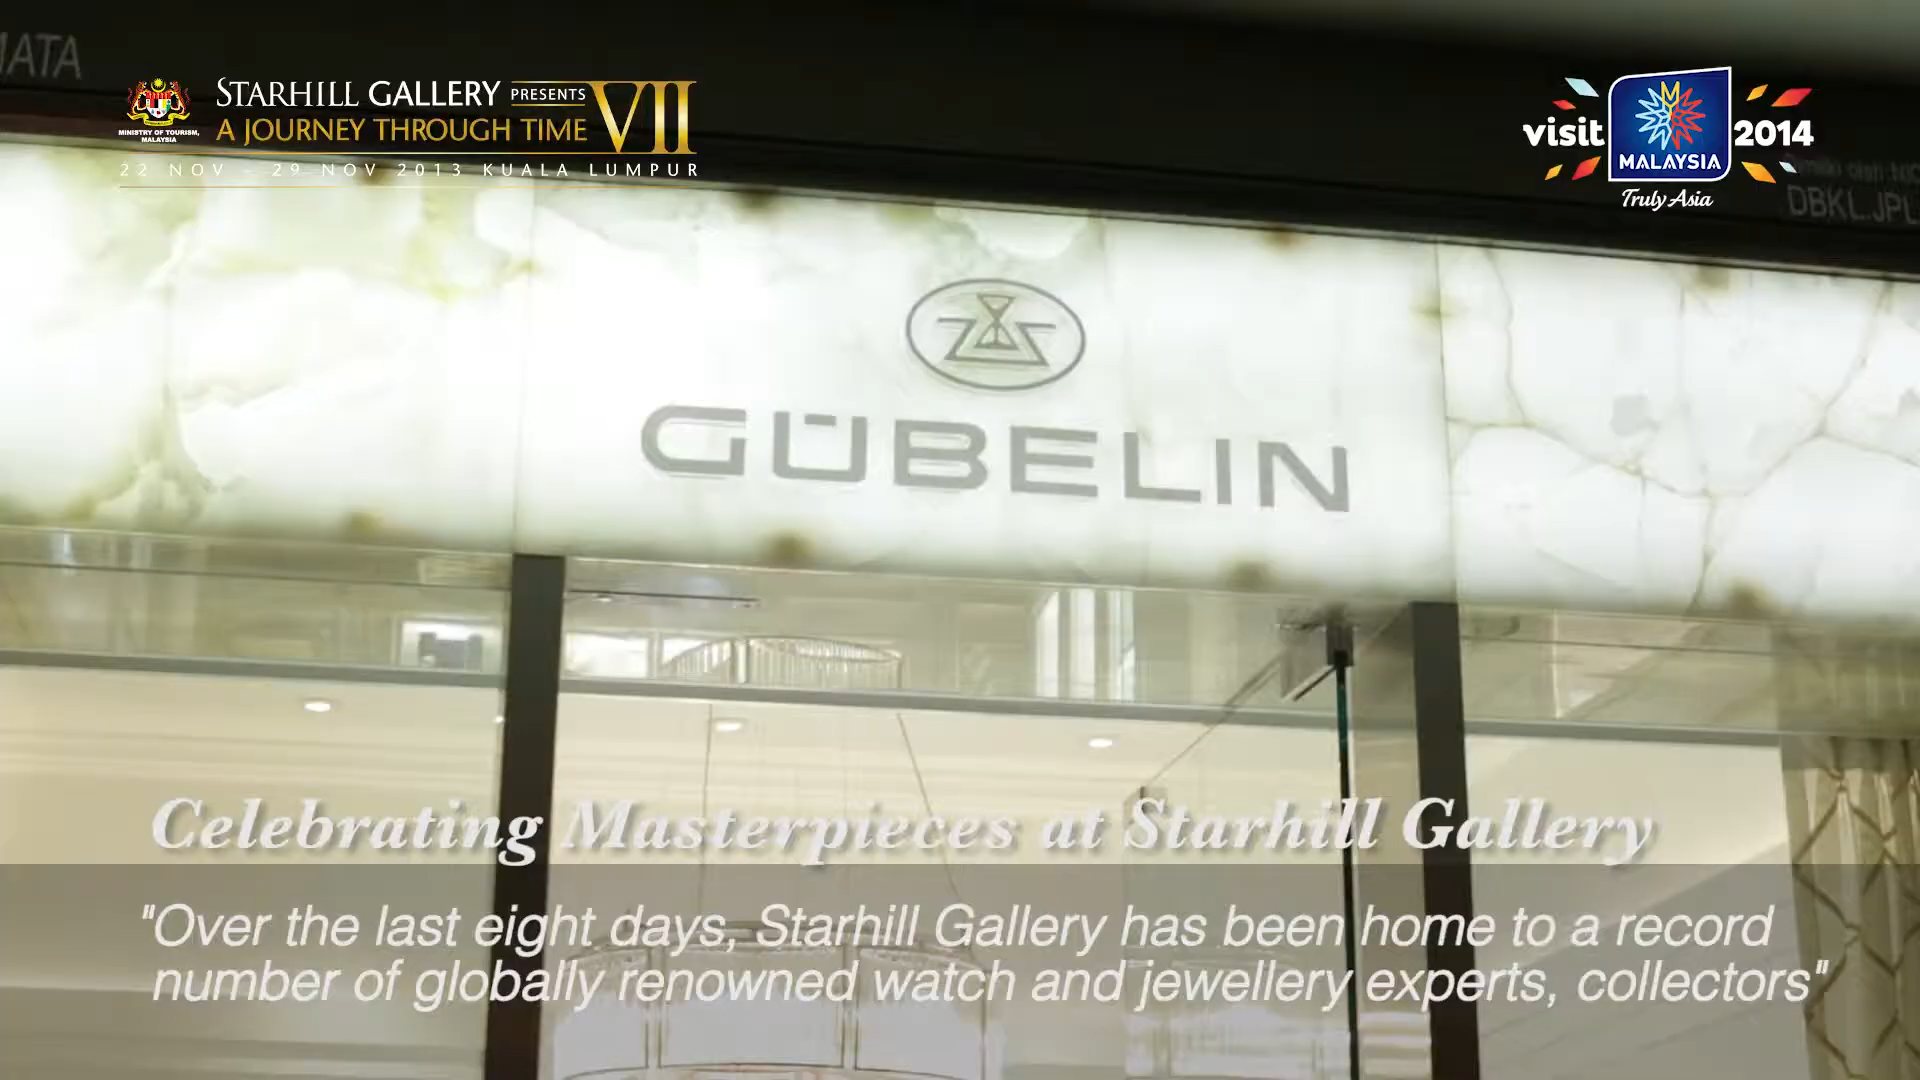 MATA
MINISTRY OF TOURISM,
MALAYSIA
STARHILL GALLERY PRESENTS
A JOURNEY THROUGH TIME VII
22 NOV - 29 NOV 2013 KUALA LUMPUR
visit MALAYSIA 2014
Truly Asia
DBKL.JPL
GÜBELIN
Celebrating Masterpieces at Starhill Gallery
"Over the last eight days, Starhill Gallery has been home to a record
number of globally renowned watch and jewellery experts, collectors"